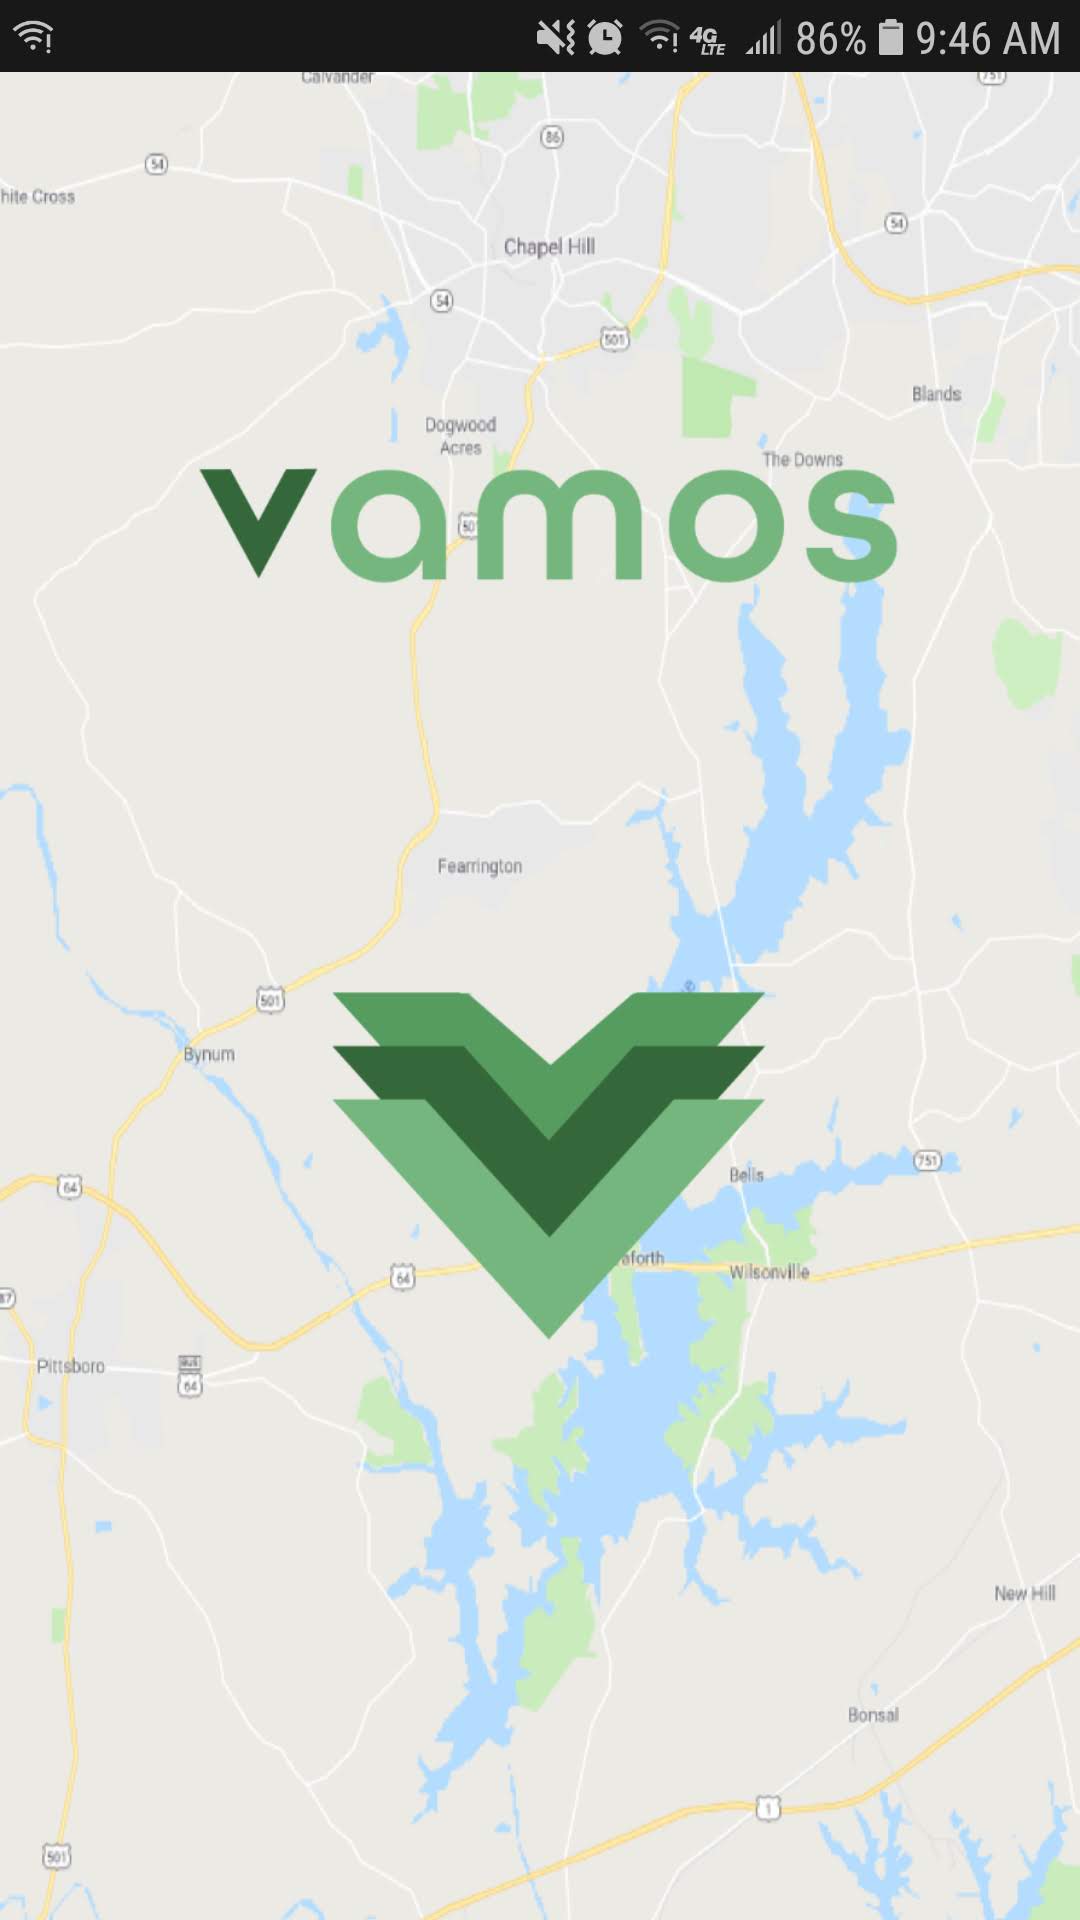 4G
LTE
86%
9:46 AM
Calvander
751
86
54
hite Cross
54
Chapel Hill
54
501
Blands
Dogwood
Acres
The Downs
vamos
50
Fearrington
501
Bynum
751
Bells
64
aforth
64
Wilsonville
87
Pittsboro
BUS
64
New Hill
Bonsal
1
501